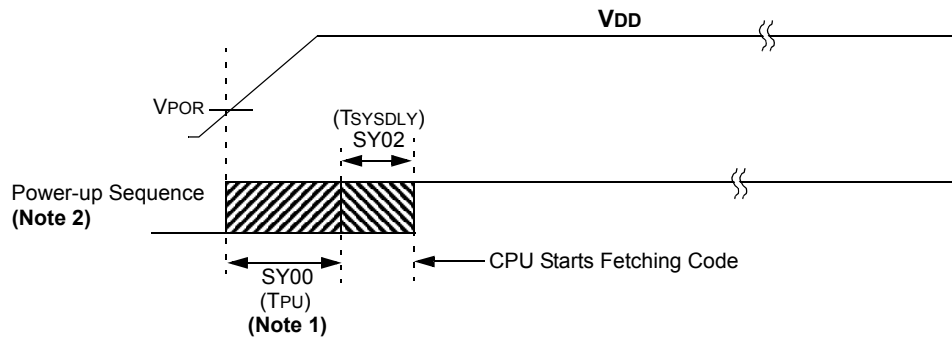 VDD
VPOR
(TSYSDLY)
SY02
Power-up Sequence
(Note 2)
CPU Starts Fetching Code
SY00
(TPU)
(Note 1)